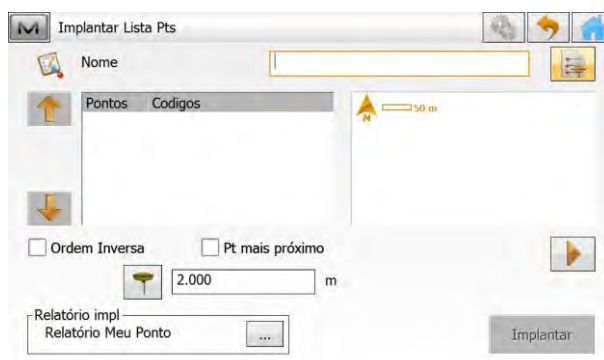 Implantar Lista Pts
Nome
Pontos Codigos
N
50 m
Ordem Inversa
Pt mais próximo
2.000 m
Relatório impl
Relatório Meu Ponto
...
Implantar